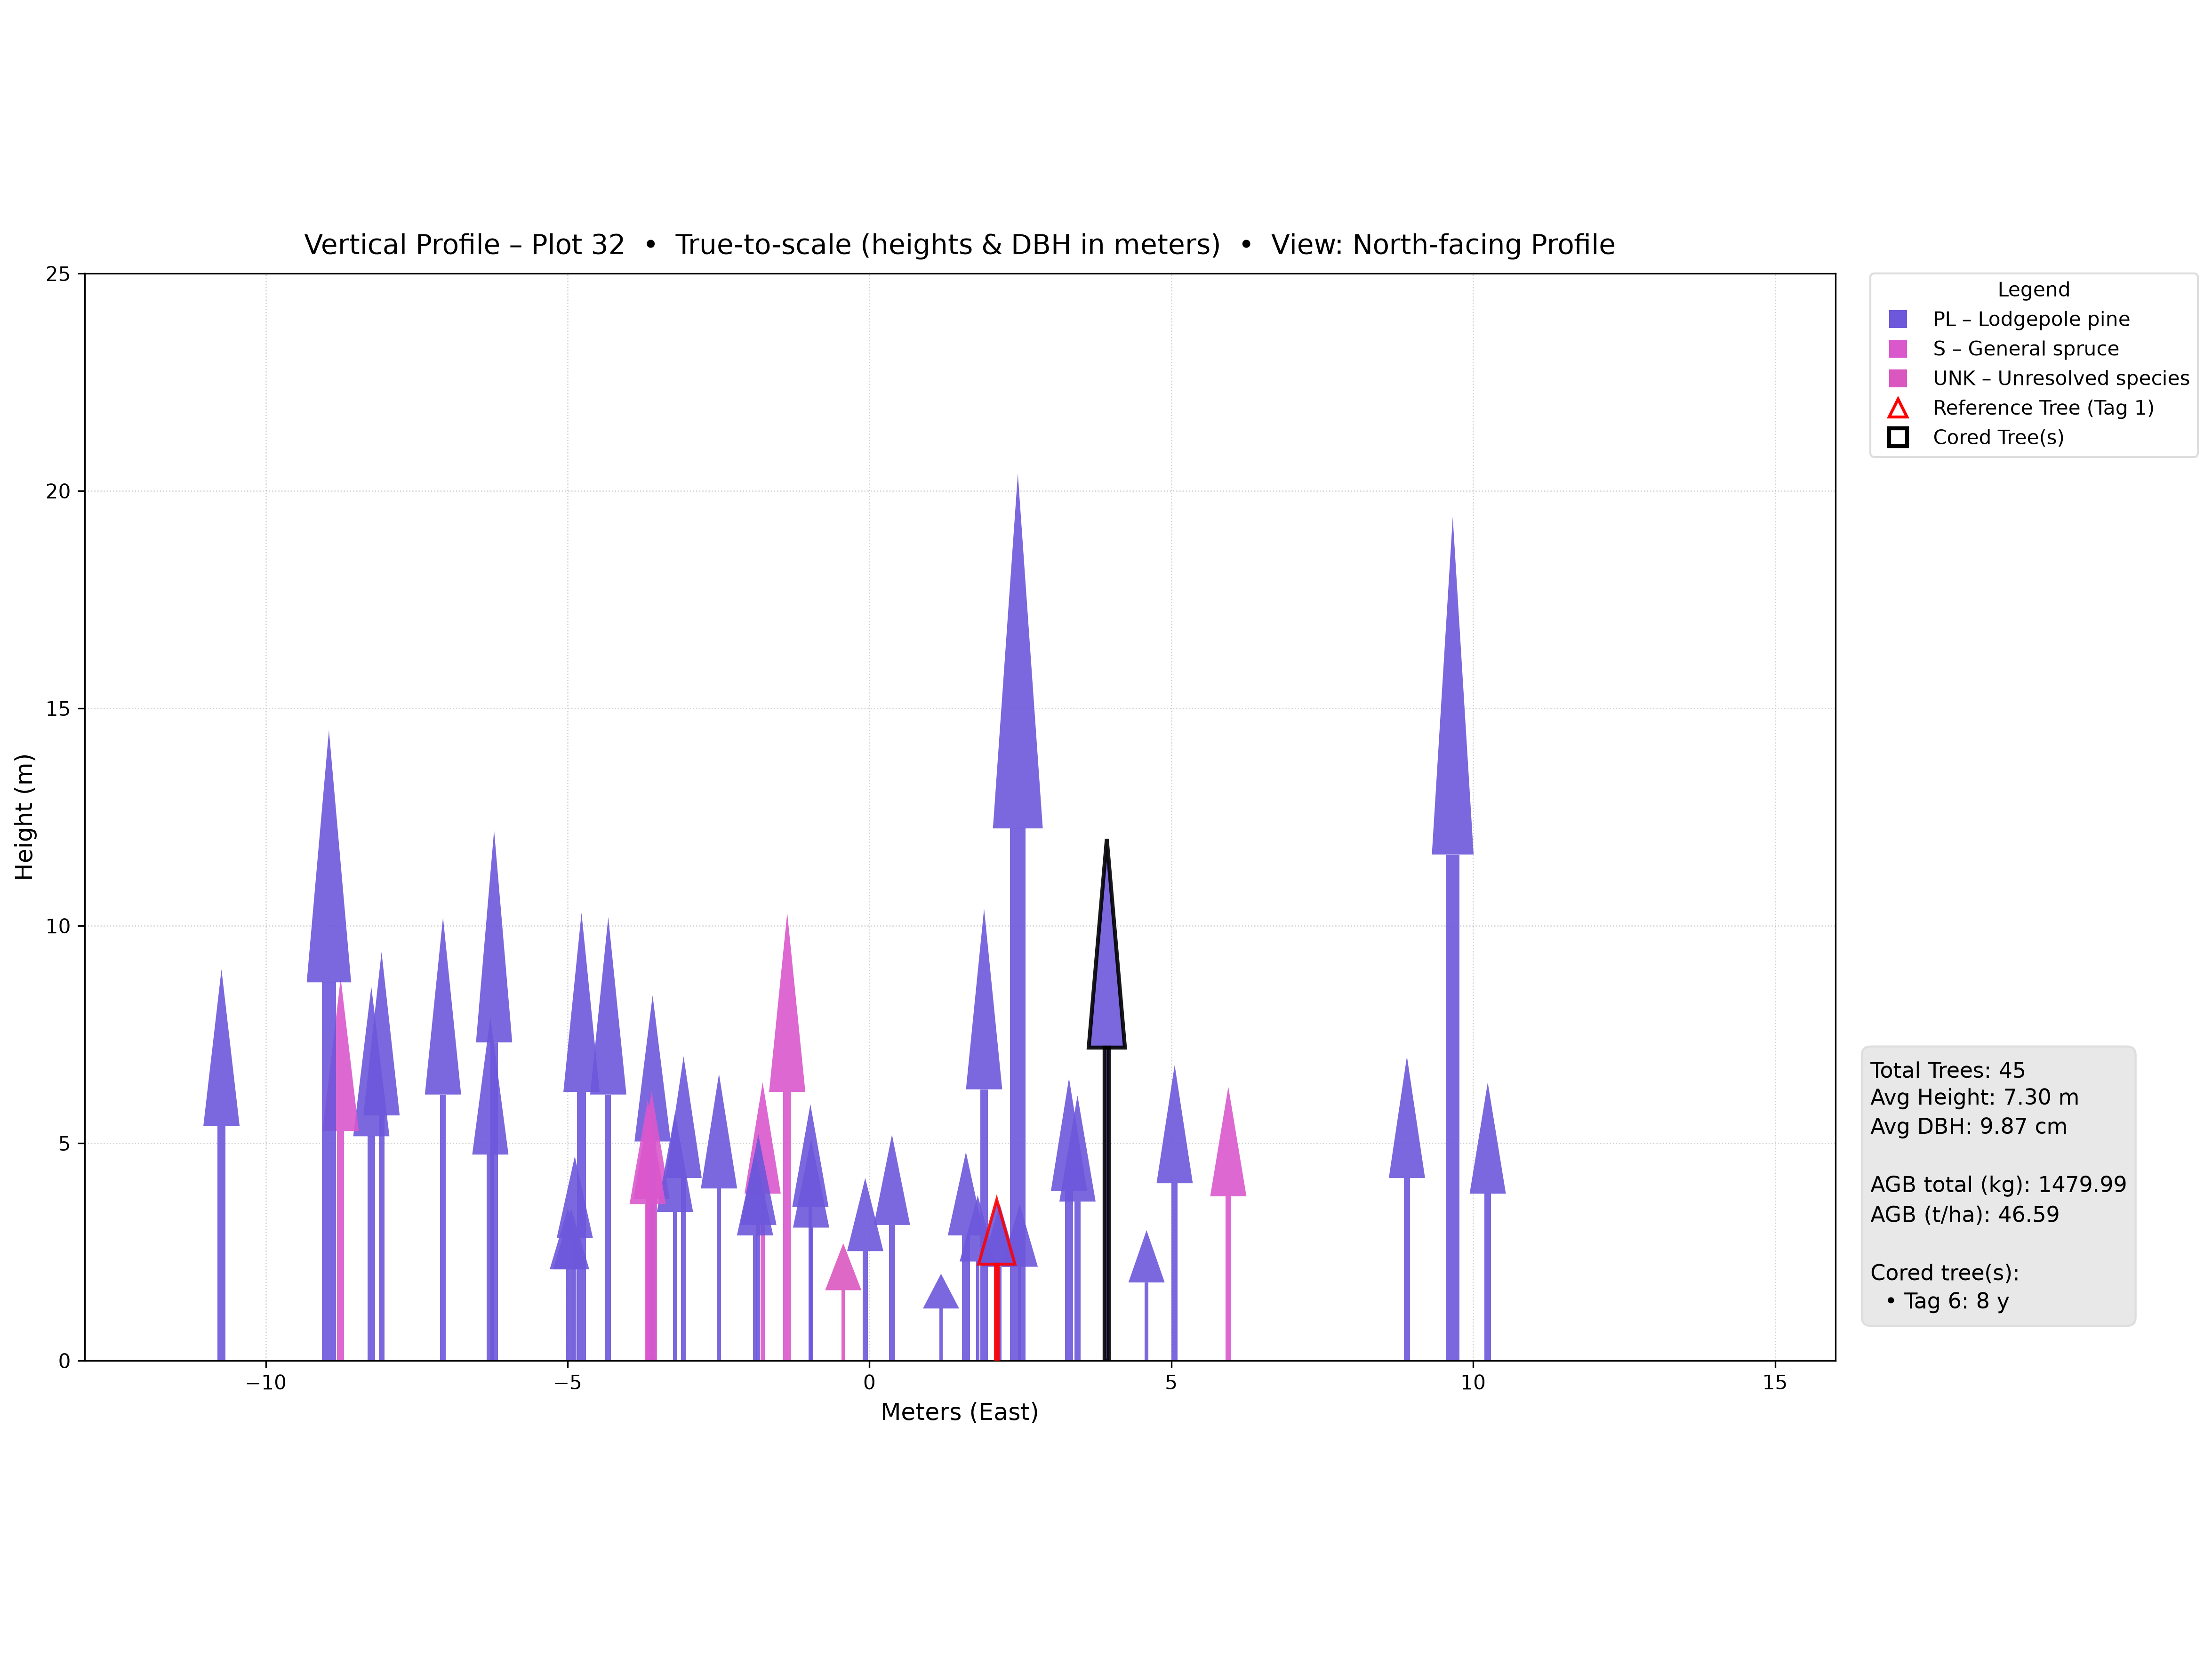 Vertical Profile – Plot 32 • True-to-scale (heights & DBH in meters) • View: North-facing Profile
Height (m)
25
20
15
10
5
0
−10
−5
0
5
10
15
Meters (East)
Legend
PL – Lodgepole pine
S – General spruce
UNK – Unresolved species
Reference Tree (Tag 1)
Cored Tree(s)
Total Trees: 45
Avg Height: 7.30 m
Avg DBH: 9.87 cm
AGB total (kg): 1479.99
AGB (t/ha): 46.59
Cored tree(s):
• Tag 6: 8 y